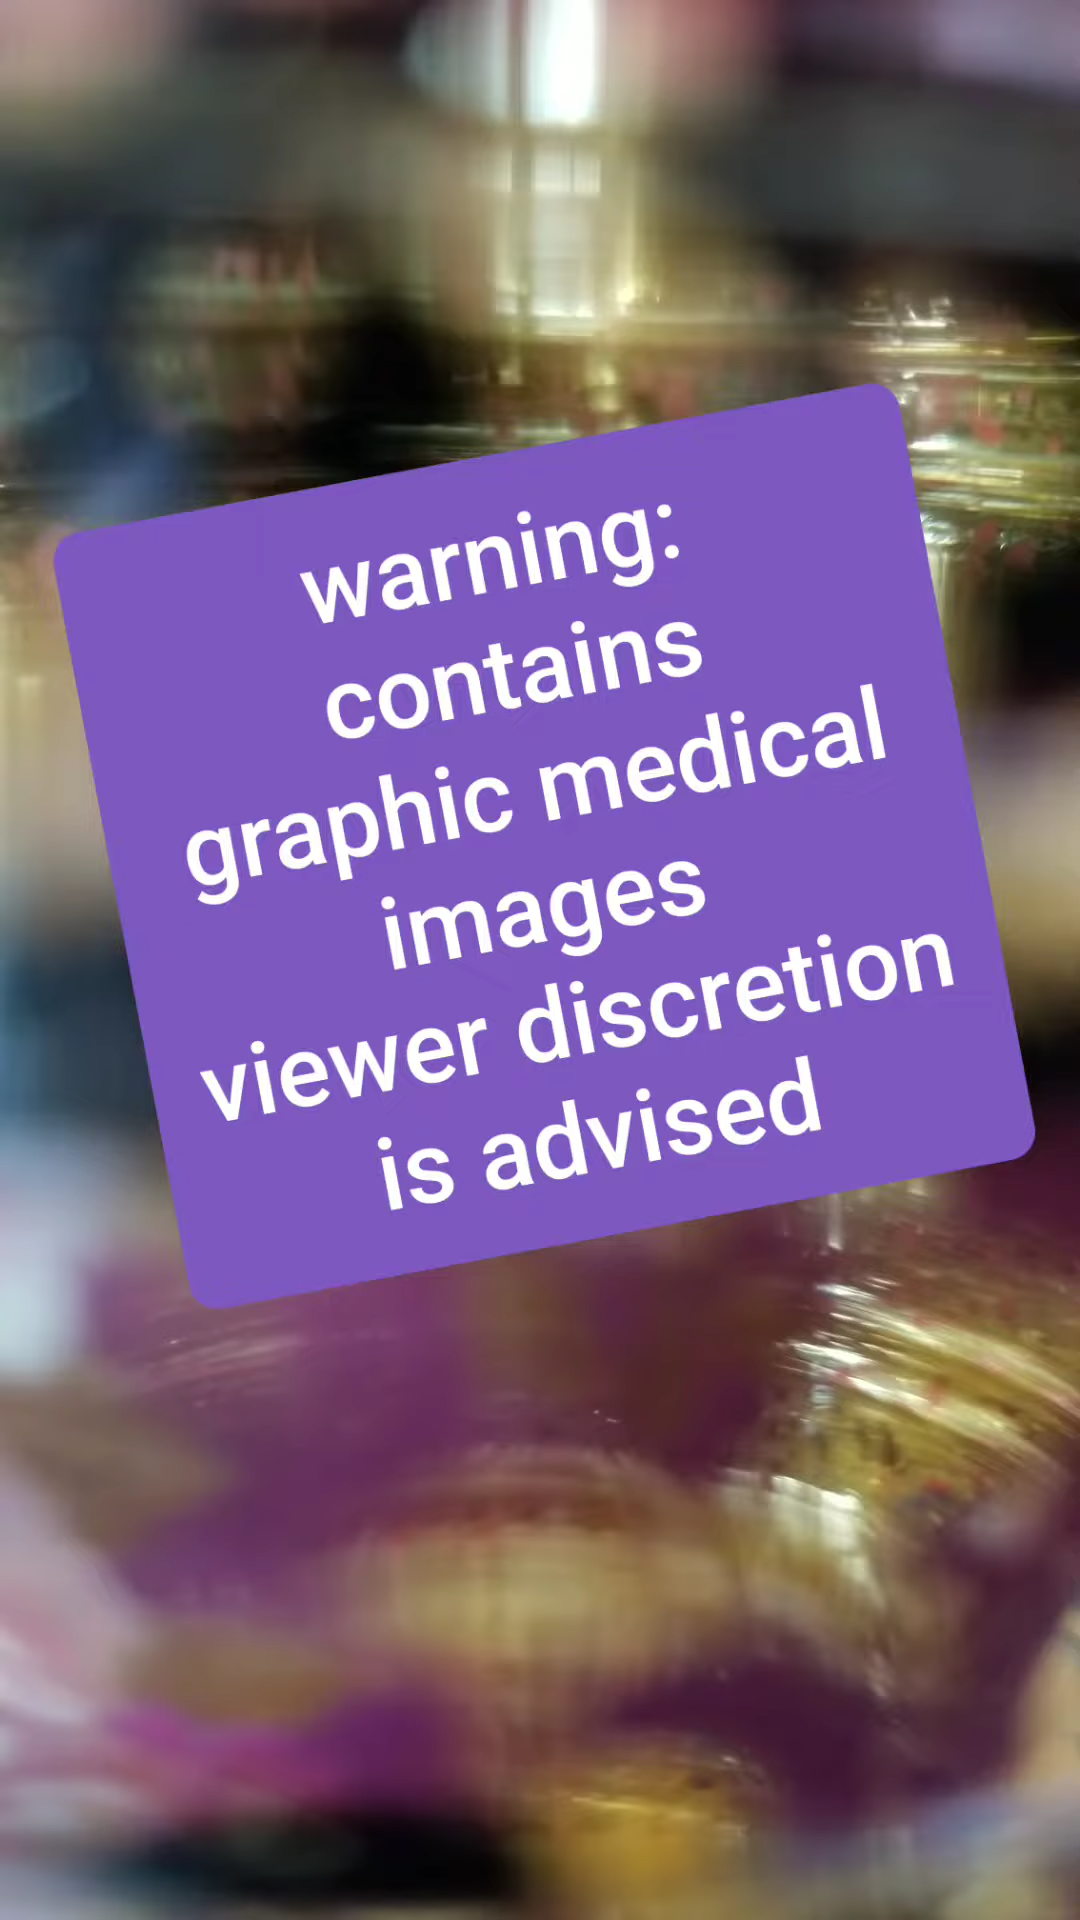 warning:
contains
graphic medical
images
viewer discretion
is advised